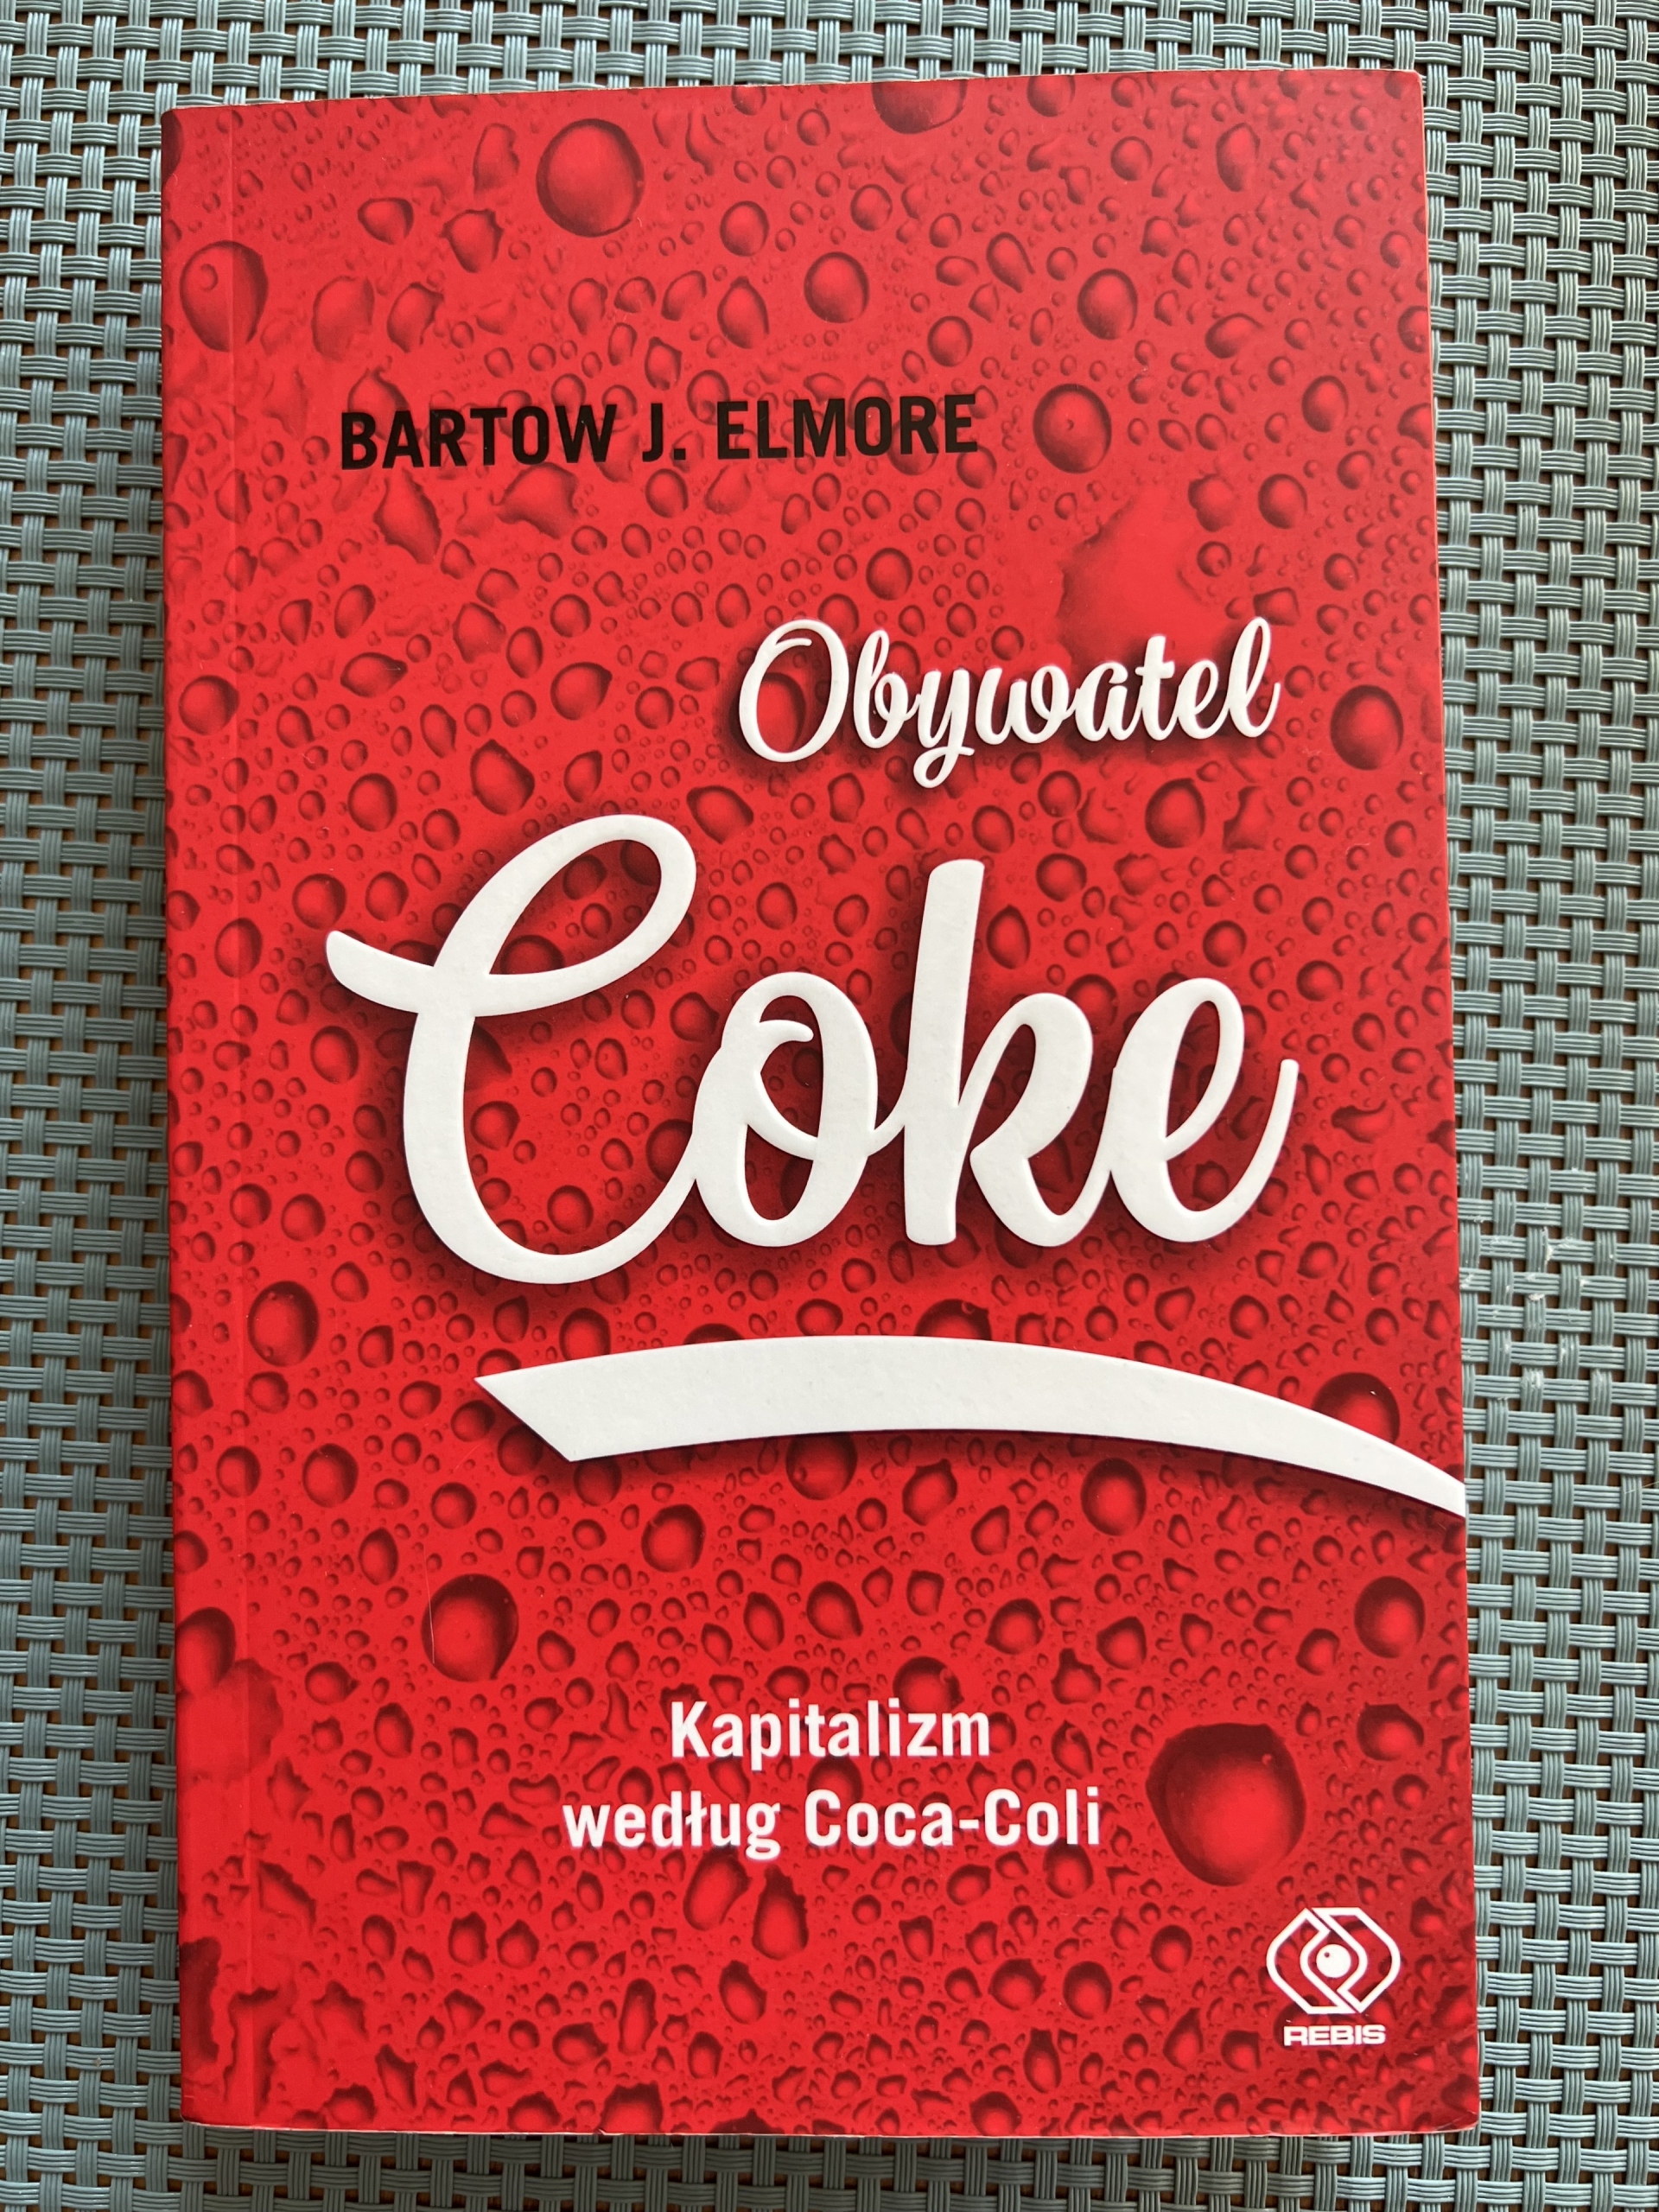 BARTOW J. ELMORE
Obywatel
Coke
Kapitalizm
według Coca-Coli
REBIS